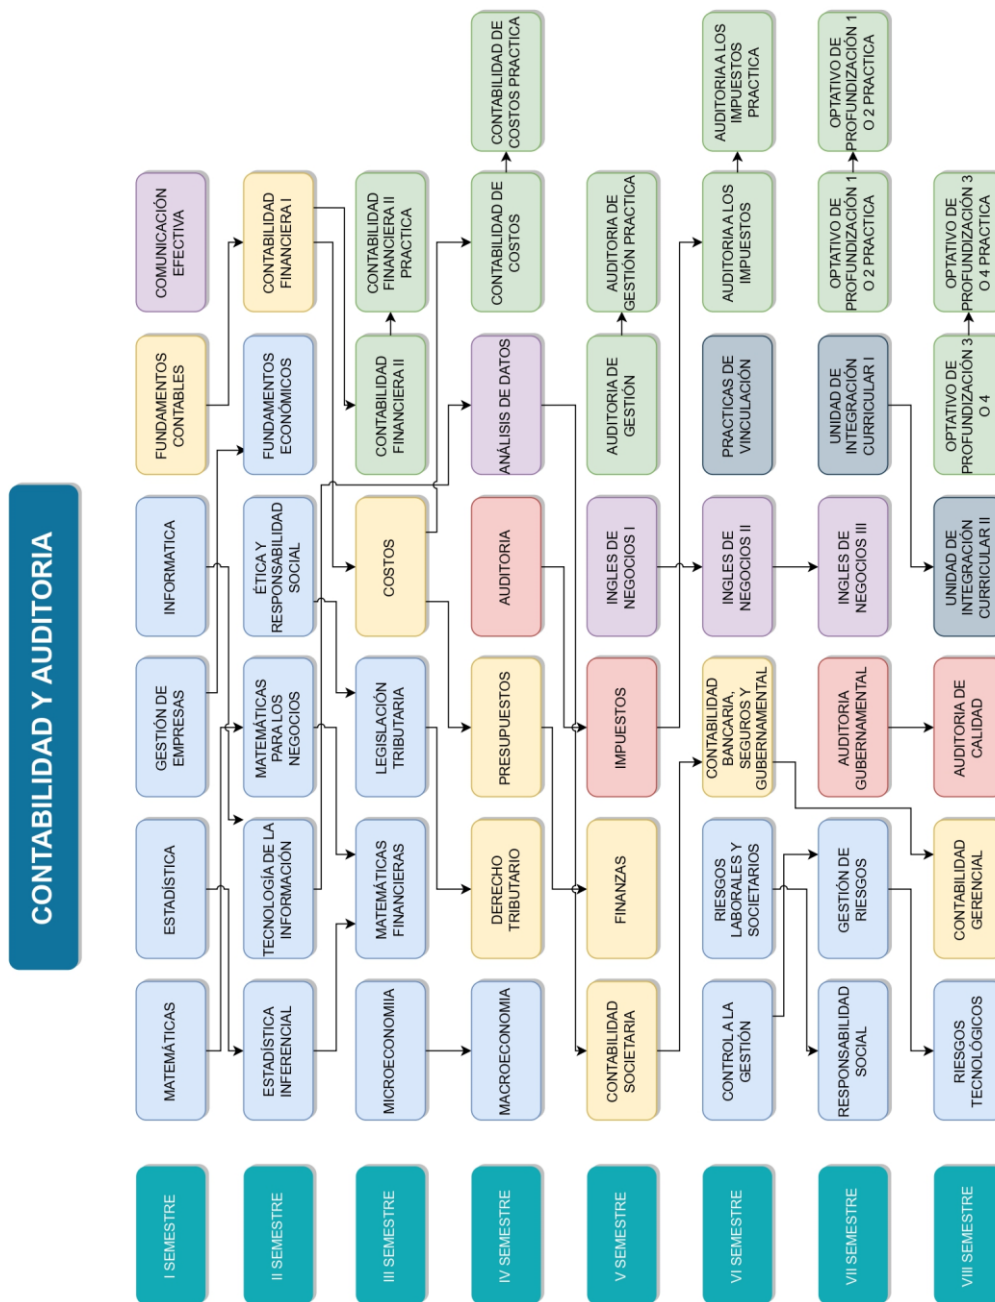 CONTABILIDAD Y AUDITORIA
I SEMESTRE
MATEMÁTICAS
ESTADÍSTICA
GESTIÓN DE
EMPRESAS
INFORMATICA
FUNDAMENTOS
CONTABLES
COMUNICACIÓN
EFECTIVA
II SEMESTRE
ESTADÍSTICA
INFERENCIAL
TECNOLOGÍA DE LA
INFORMACIÓN
MATEMÁTICAS
PARA LOS
NEGOCIOS
ÉTICA Y
RESPONSABILIDAD
SOCIAL
FUNDAMENTOS
ECONÓMICOS
CONTABILIDAD
FINANCIERA I
III SEMESTRE
MICROECONOMIIA
MATEMÁTICAS
FINANCIERAS
LEGISLACIÓN
TRIBUTARIA
COSTOS
CONTABILIDAD
FINANCIERA II
CONTABILIDAD
FINANCIERA II
PRACTICA
IV SEMESTRE
MACROECONOMIA
DERECHO
TRIBUTARIO
PRESUPUESTOS
AUDITORIA
ANÁLISIS DE DATOS
CONTABILIDAD DE
COSTOS
CONTABILIDAD DE
COSTOS PRACTICA
V SEMESTRE
CONTABILIDAD
SOCIETARIA
FINANZAS
IMPUESTOS
INGLES DE
NEGOCIOS I
AUDITORIA DE
GESTIÓN
AUDITORIA DE
GESTIÓN PRACTICA
VI SEMESTRE
CONTROL A LA
GESTIÓN
RIESGOS
LABORALES Y
SOCIETARIOS
CONTABILIDAD
BANCARIA,
SEGUROS Y
GUBERNAMENTAL
INGLES DE
NEGOCIOS II
PRACTICAS DE
VINCULACIÓN
AUDITORIA A LOS
IMPUESTOS
AUDITORIA A LOS
IMPUESTOS
PRACTICA
VII SEMESTRE
RESPONSABILIDAD
SOCIAL
GESTIÓN DE
RIESGOS
AUDITORIA
GUBERNAMENTAL
INGLES DE
NEGOCIOS III
UNIDAD DE
INTEGRACIÓN
CURRICULAR I
OPTATIVO DE
PROFUNDIZACIÓN 1
O 2 PRACTICA
OPTATIVO DE
PROFUNDIZACIÓN 1
O 2 PRACTICA
VIII SEMESTRE
RIESGOS
TECNOLÓGICOS
CONTABILIDAD
GERENCIAL
AUDITORIA DE
CALIDAD
UNIDAD DE
INTEGRACIÓN
CURRICULAR II
OPTATIVO DE
PROFUNDIZACIÓN 3
O 4
OPTATIVO DE
PROFUNDIZACIÓN 3
O 4 PRACTICA